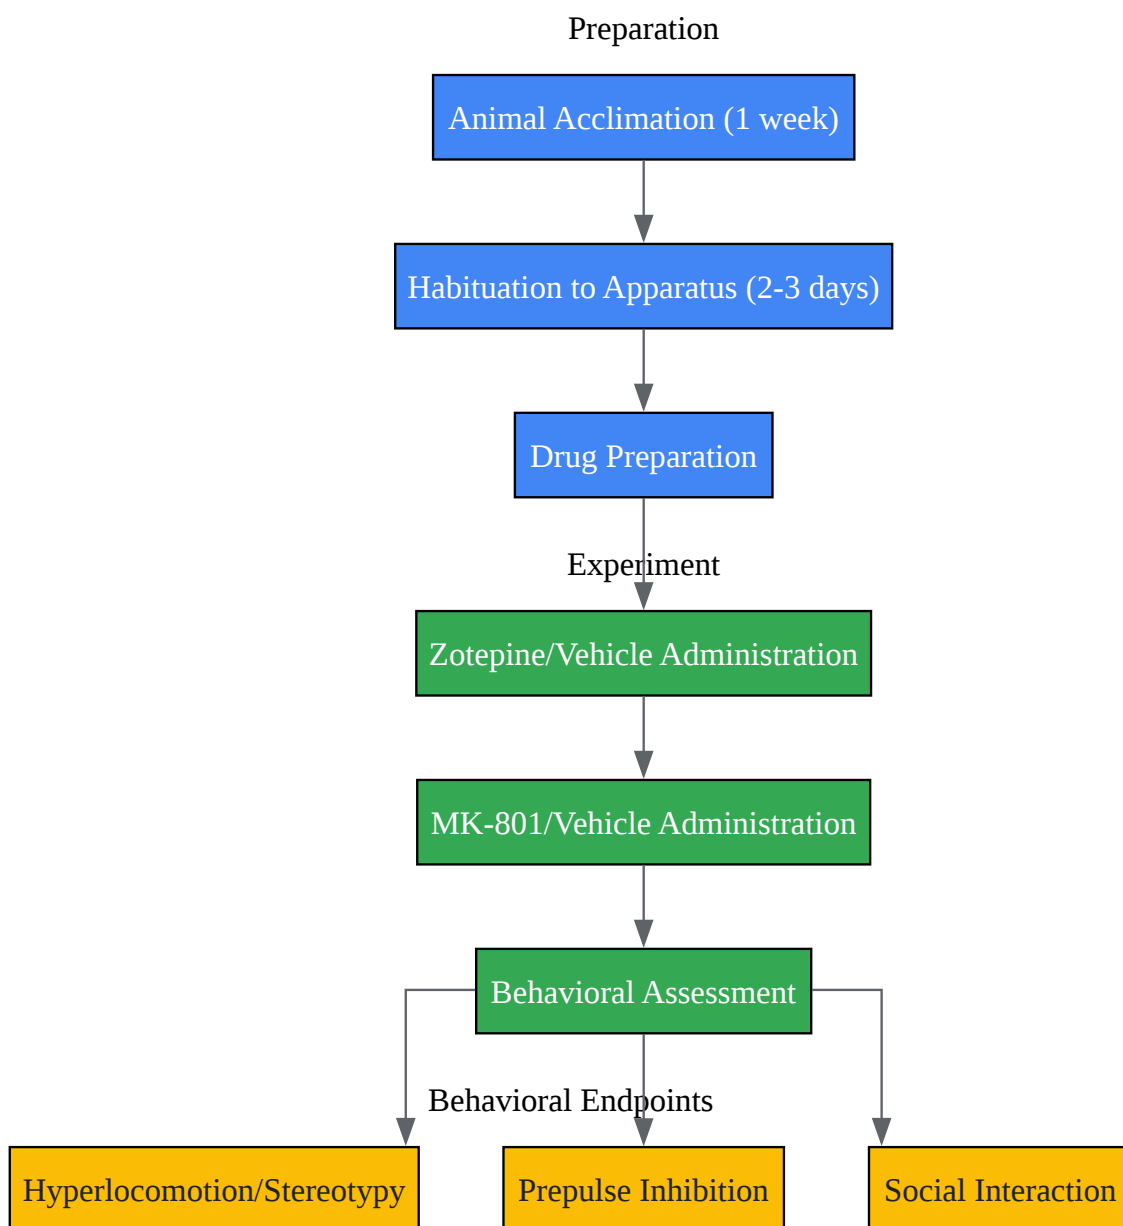 Preparation
Animal Acclimation (1 week)
Habituation to Apparatus (2-3 days)
Drug Preparation
Experiment
Zotepine/Vehicle Administration
MK-801/Vehicle Administration
Behavioral Assessment
Behavioral Endpoints
Hyperlocomotion/Stereotypy
Prepulse Inhibition
Social Interaction